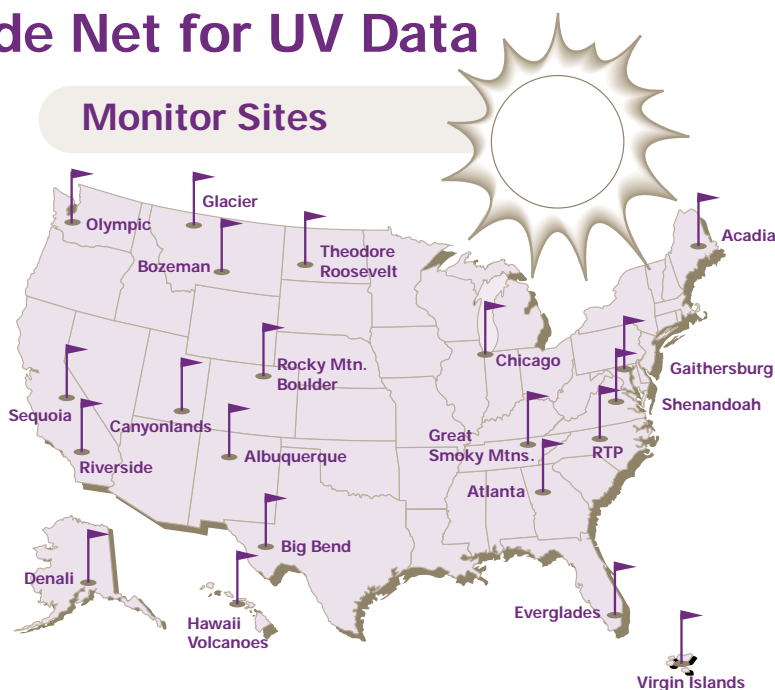 de Net for UV Data
Monitor Sites
Glacier
Olympic
Acadia
Theodore
Roosevelt
Bozeman
Chicago
Rocky Mtn.
Boulder
Gaithersburg
Shenandoah
Sequoia
Canyonlands
Great
Smoky Mtns.
RTP
Riverside
Albuquerque
Atlanta
Big Bend
Denali
Everglades
Hawaii
Volcanoes
Virgin Islands